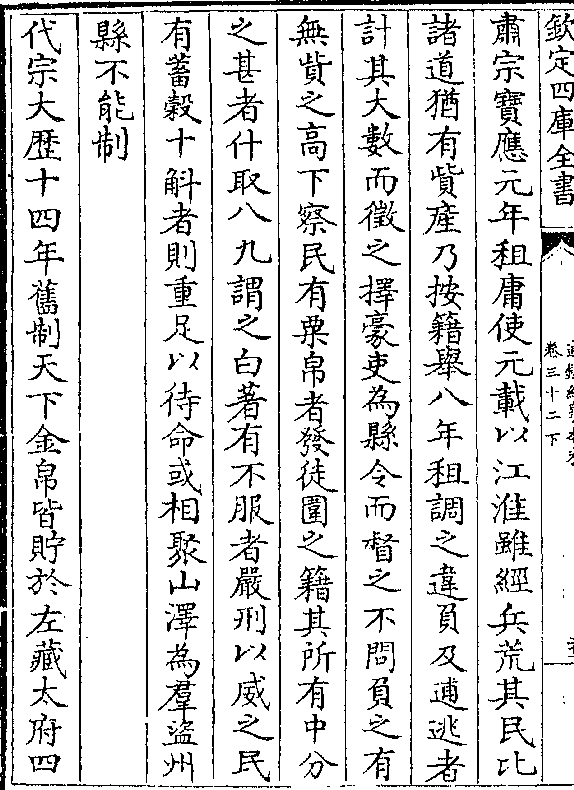 欽定四庫全書
卷三十二下
肅宗寶應元年租庸使元載以江淮雖經兵荒其民比
諸道猶有貲產乃按籍舉八年租調之違負及逋逃者
計其大數而徵之擇豪吏為縣令而督之不問負之有
無貲之高下察民有粟帛者發徒圍之籍其所有中分
之甚者什取八九謂之白著有不服者嚴刑以威之民
有蓄穀十斛者則重足以待命或相聚山澤為羣盜州
縣不能制
代宗大歴十四年舊制天下金帛皆貯於左藏太府四